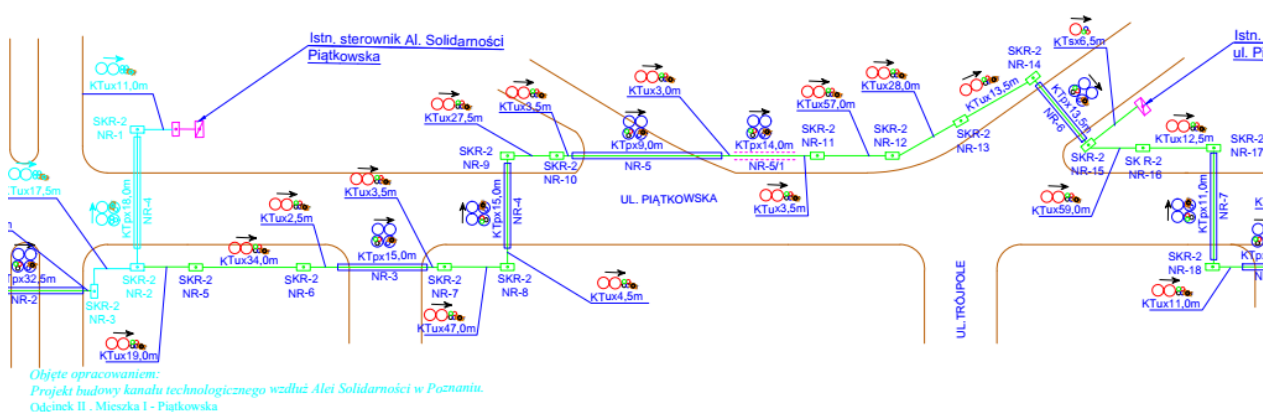 Istn. sterownik Al. Solidarności
Piątkowska
KTux11,0m
SKR-2
NR-1
KTux17,5m
KTpx18,0m
NR-4
KTpx32,5m
NR-2
SKR-2
NR-3
SKR-2
NR-2
KTux19,0m
KTux34,0m
SKR-2
NR-5
KTux2,5m
SKR-2
NR-6
KTux3,5m
KTpx15,0m
NR-3
SKR-2
NR-7
KTux47,0m
SKR-2
NR-8
KTux4,5m
KTpx15,0m
NR-4
KTux27,5m
SKR-2
NR-9
KTux3,5m
SKR-2
NR-10
KTpx9,0m
NR-5
KTux3,0m
KTpx14,0m
NR-5/1
KTux3,5m
UL. PIĄTKOWSKA
KTux57,0m
SKR-2
NR-11
KTux28,0m
SKR-2
NR-12
KTux13,5m
SKR-2
NR-13
SKR-2
NR-14
KTsx6,5m
Istn.
ul. Pi
KTpx13,5m
NR-6
SKR-2
NR-15
KTux12,5m
SK R-2
NR-16
SKR-2
NR-17
KTux59,0m
KTpx11,0m
NR-7
SKR-2
NR-18
KTux11,0m
UL.TRÓJPOLE
Objęte opracowaniem:
Projekt budowy kanału technologicznego wzdłuż Alei Solidarności w Poznaniu.
Odcinek II . Mieszka I - Piątkowska